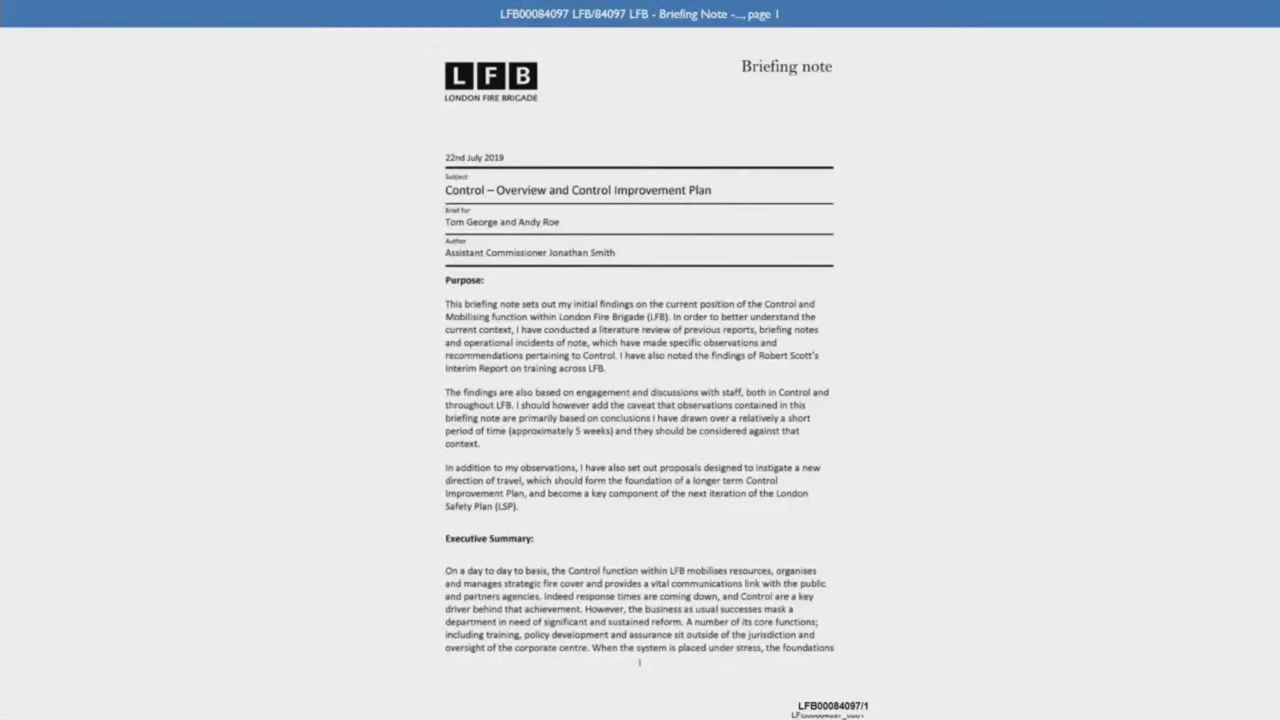 LFB00084097 LFB/84097 LFB - Briefing Note -..., page 1
Briefing note
L F B
LONDON FIRE BRIGADE
22nd July 2019
Subject
Control – Overview and Control Improvement Plan
Brief for
Tom George and Andy Roe
Author
Assistant Commissioner Jonathan Smith
Purpose:
This briefing note sets out my initial findings on the current position of the Control and
Mobilising function within London Fire Brigade (LFB). In order to better understand the
current context, I have conducted a literature review of previous reports, briefing notes
and operational incidents of note, which have made specific observations and
recommendations pertaining to Control. I have also noted the findings of Robert Scott's
Interim Report on training across LFB.
The findings are also based on engagement and discussions with staff, both in Control and
throughout LFB. I should however add the caveat that observations contained in this
briefing note are primarily based on conclusions I have drawn over a relatively a short
period of time (approximately 5 weeks) and they should be considered against that
context.
In addition to my observations, I have also set out proposals designed to instigate a new
direction of travel, which should form the foundation of a longer term Control
Improvement Plan, and become a key component of the next iteration of the London
Safety Plan (LSP).
Executive Summary:
On a day to day to basis, the Control function within LFB mobilises resources, organises
and manages strategic fire cover and provides a vital communications link with the public
and partners agencies. Indeed response times are coming down, and Control are a key
driver behind that achievement. However, the business as usual successes mask a
department in need of significant and sustained reform. A number of its core functions;
including training, policy development and assurance sit outside of the jurisdiction and
oversight of the corporate centre. When the system is placed under stress, the foundations
1
LFB00084097/1